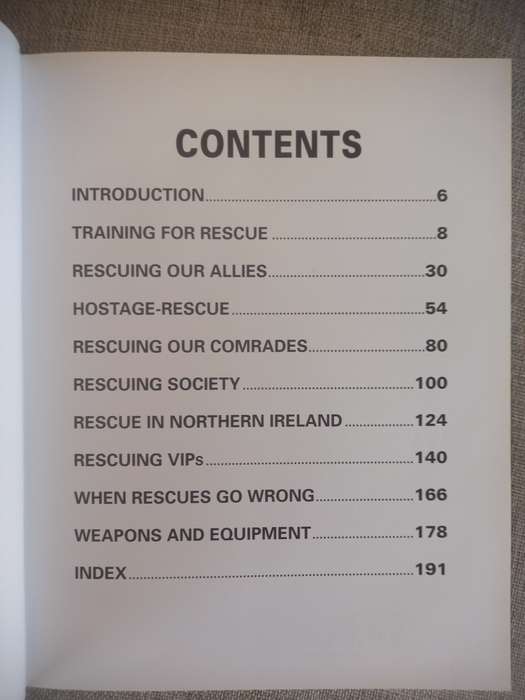 CONTENTS
INTRODUCTION........................................................6
TRAINING FOR RESCUE ........................................8
RESCUING OUR ALLIES......................................30
HOSTAGE-RESCUE ...............................................54
RESCUING OUR COMRADES............................80
RESCUING SOCIETY ..........................................100
RESCUE IN NORTHERN IRELAND .................124
RESCUING VIPs ...................................................140
WHEN RESCUES GO WRONG........................166
WEAPONS AND EQUIPMENT.........................178
INDEX .....................................................................191